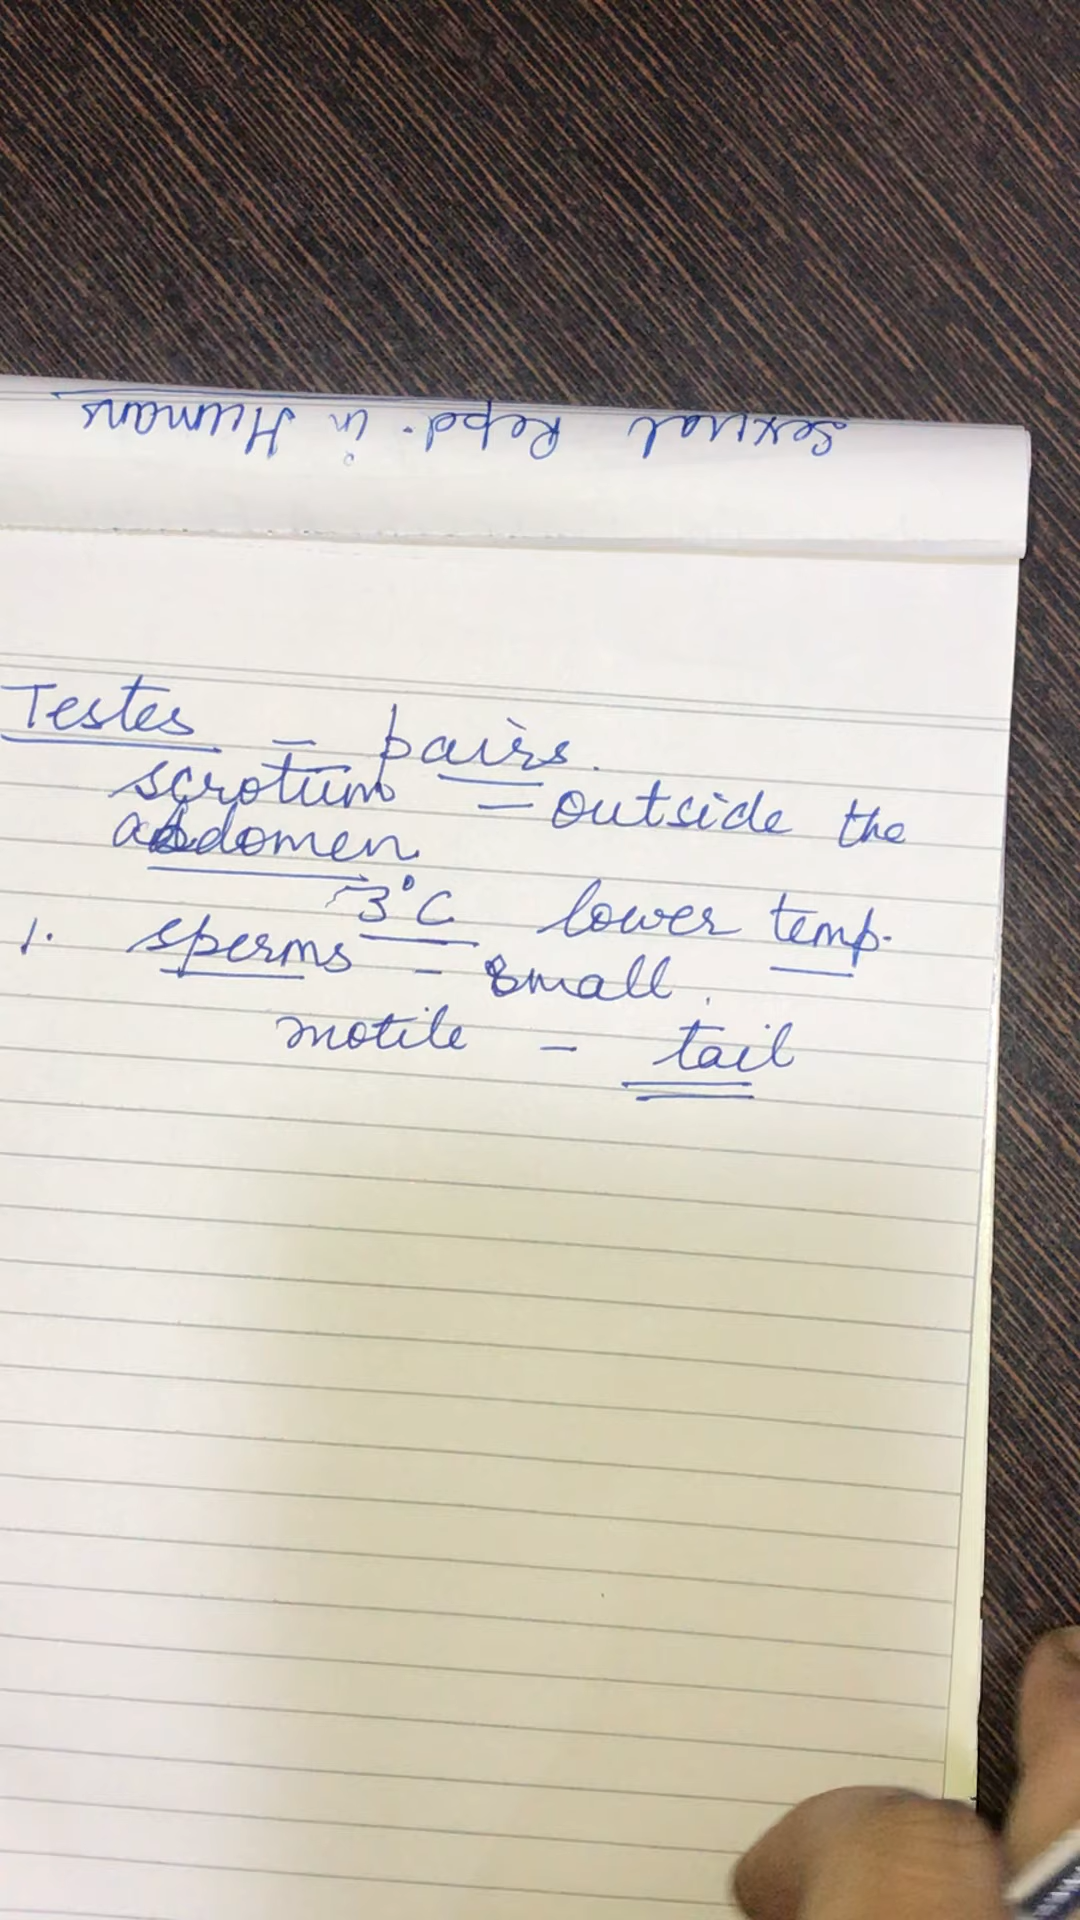 Sexual Repd. in Humans
Testes - pairs.
scrotum = outside the
abdomen.
3°C lower temp.
1. sperms - small.
motile - tail